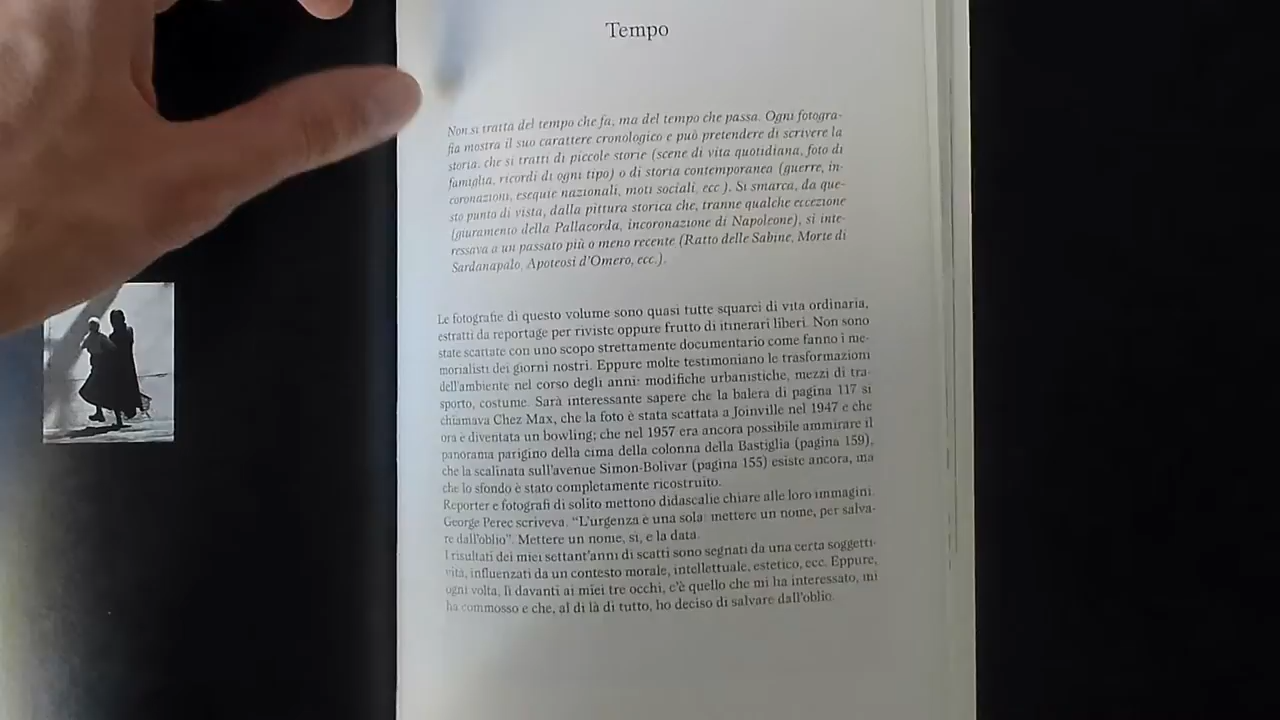 Tempo
Non si tratta del tempo che fa, ma del tempo che passa. Ogni fotogra-
fia mostra il suo carattere cronologico e può pretendere di scrivere la
storia, che si tratti di piccole storie (scene di vita quotidiana, foto di
famiglia, ricordi di ogni tipo) o di storia contemporanea (guerre, in-
coronazioni, esequie nazionali, moti sociali, ecc.). Si smarca, da que-
sto punto di vista, dalla pittura storica che, tranne qualche eccezione
(giuramento della Pallacorda, incoronazione di Napoleone), si inte-
ressava a un passato più o meno recente (Ratto delle Sabine, Morte di
Sardanapalo, Apoteosi d'Omero, ecc.).
Le fotografie di questo volume sono quasi tutte squarci di vita ordinaria,
estratti da reportage per riviste oppure frutto di itinerari liberi. Non sono
state scattate con uno scopo strettamente documentario come fanno i me-
morialisti dei giorni nostri. Eppure molte testimoniano le trasformazioni
dell'ambiente nel corso degli anni: modifiche urbanistiche, mezzi di tra-
sporto, costume. Sarà interessante sapere che la balera di pagina 117 si
chiamava Chez Max, che la foto è stata scattata a Joinville nel 1947 e che
ora è diventata un bowling; che nel 1957 era ancora possibile ammirare il
panorama parigino della cima della colonna della Bastiglia (pagina 159),
che la scalinata sull'avenue Simon-Bolivar (pagina 155) esiste ancora, ma
che lo sfondo è stato completamente ricostruito.
Reporter e fotografi di solito mettono didascalie chiare alle loro immagini.
George Perec scriveva: "L'urgenza è una sola: mettere un nome, per salva-
re dall'oblio". Mettere un nome, sì, e la data.
I risultati dei miei settant'anni di scatti sono segnati da una certa soggetti-
vità, influenzati da un contesto morale, intellettuale, estetico, ecc. Eppure,
ogni volta, lì davanti ai miei tre occhi, c'è quello che mi ha interessato, mi
ha commosso e che, al di là di tutto, ho deciso di salvare dall'oblio.